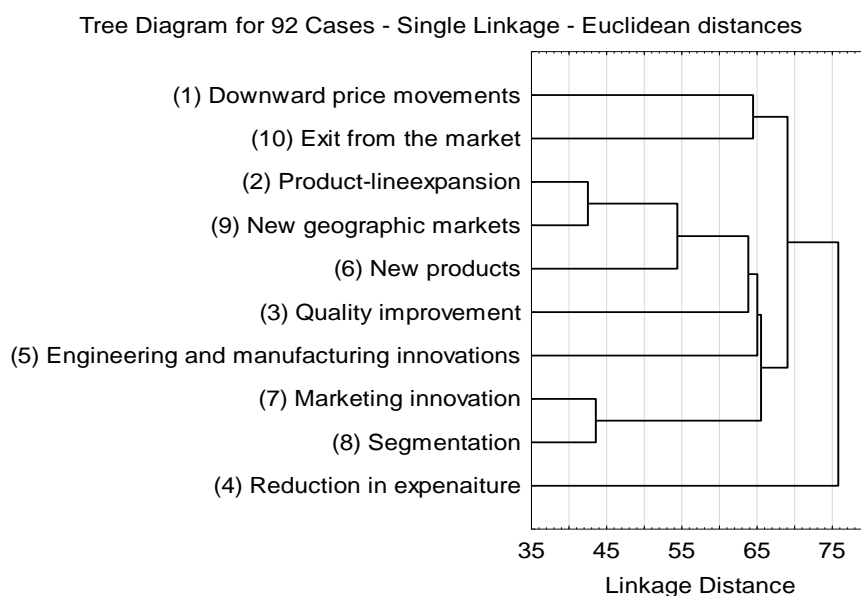 Tree Diagram for 92 Cases - Single Linkage - Euclidean distances
(1) Downward price movements
(10) Exit from the market
(2) Product-lineexpansion
(9) New geographic markets
(6) New products
(3) Quality improvement
(5) Engineering and manufacturing innovations
(7) Marketing innovation
(8) Segmentation
(4) Reduction in expenaiture
35 45 55 65 75
Linkage Distance